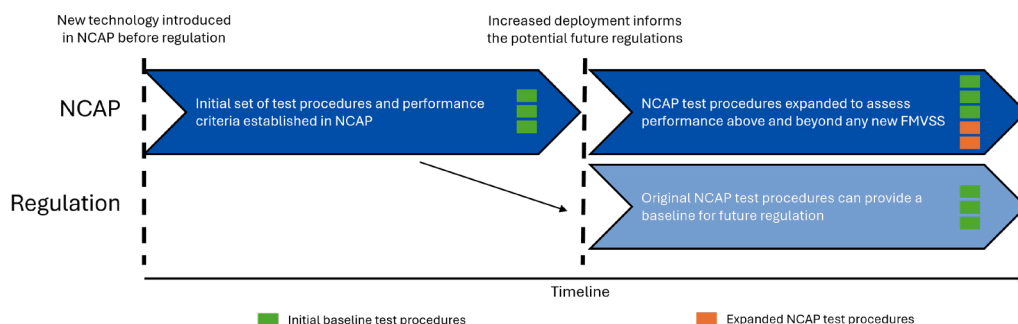 New technology introduced
in NCAP before regulation
Increased deployment informs
the potential future regulations
NCAP
Initial set of test procedures and performance
criteria established in NCAP
NCAP test procedures expanded to assess
performance above and beyond any new FMVSS
Regulation
Original NCAP test procedures can provide a
baseline for future regulation
Timeline
Initial baseline test procedures
Expanded NCAP test procedures